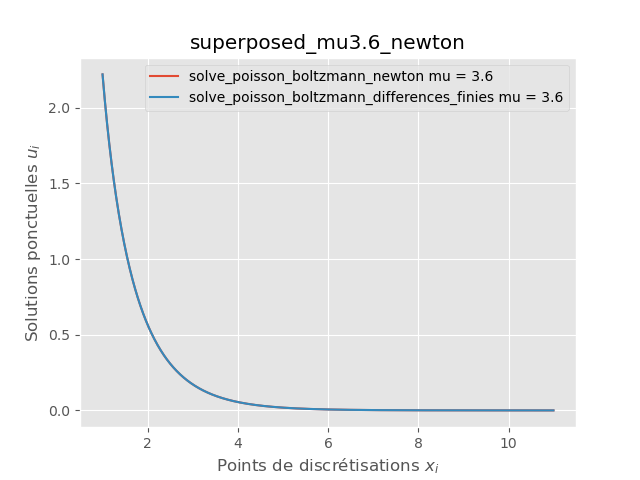 superposed_mu3.6_newton
solve_poisson_boltzmann_newton mu = 3.6
solve_poisson_boltzmann_differences_finies mu = 3.6
Solutions ponctuelles u_i
2.0
1.5
1.0
0.5
0.0
2 4 6 8 10
Points de discrétisations x_i